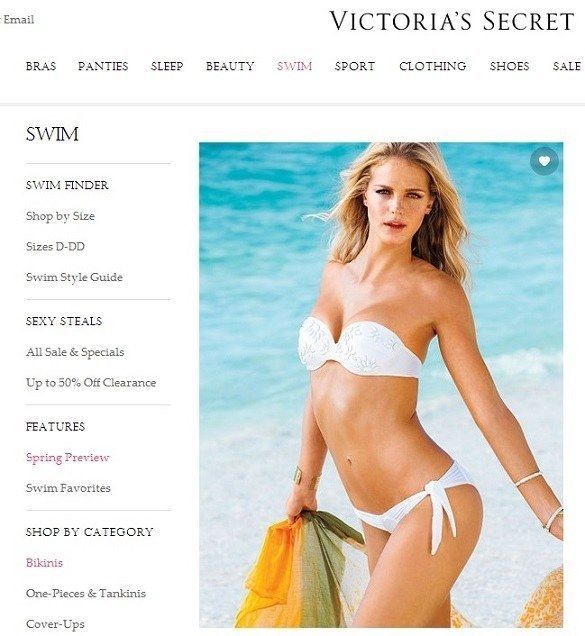 Email
VICTORIA'S SECRET
BRAS PANTIES SLEEP BEAUTY SWIM SPORT CLOTHING SHOES SALE
SWIM
SWIM FINDER
Shop by Size
Sizes D-DD
Swim Style Guide
SEXY STEALS
All Sale & Specials
Up to 50% Off Clearance
FEATURES
Spring Preview
Swim Favorites
SHOP BY CATEGORY
Bikinis
One-Pieces & Tankinis
Cover-Ups